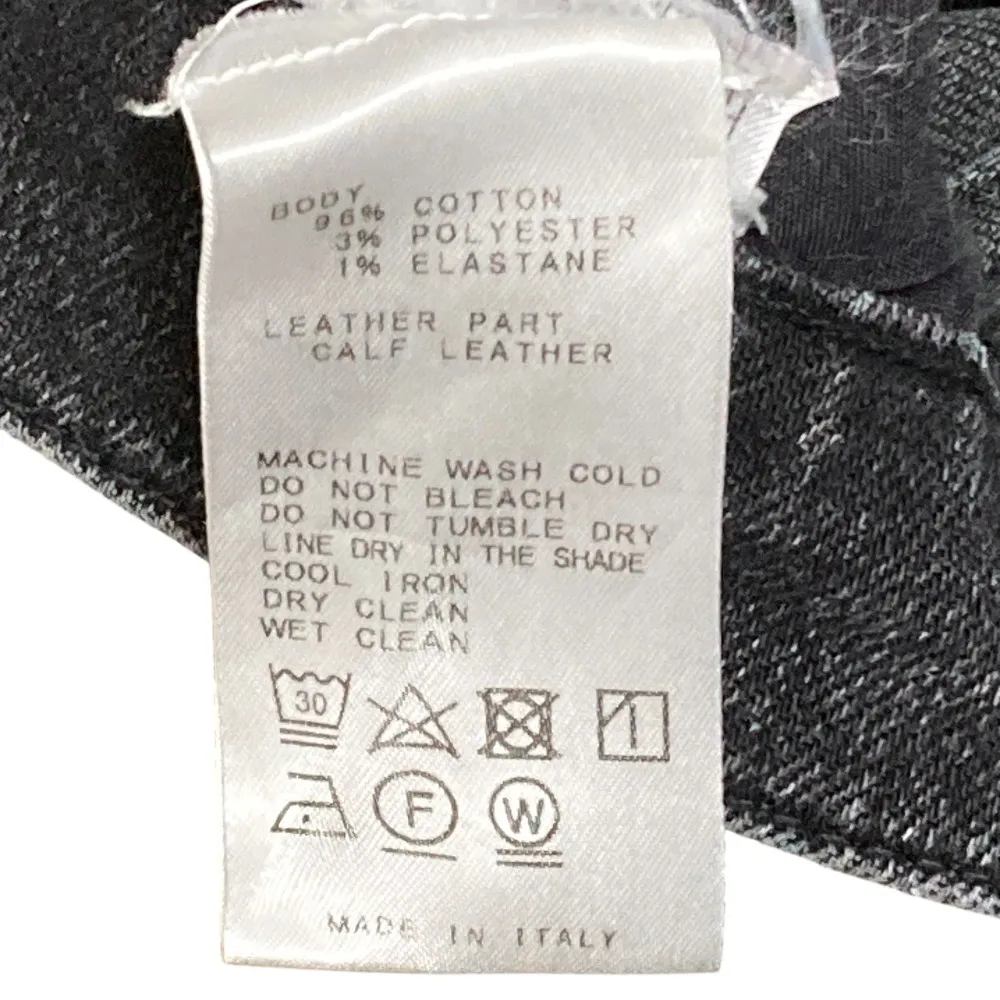 BODY
96% COTTON
3% POLYESTER
1% ELASTANE
LEATHER PART
CALF LEATHER
MACHINE WASH COLD
DO NOT BLEACH
DO NOT TUMBLE DRY
LINE DRY IN THE SHADE
COOL IRON
DRY CLEAN
WET CLEAN
30
F W
MADE IN ITALY